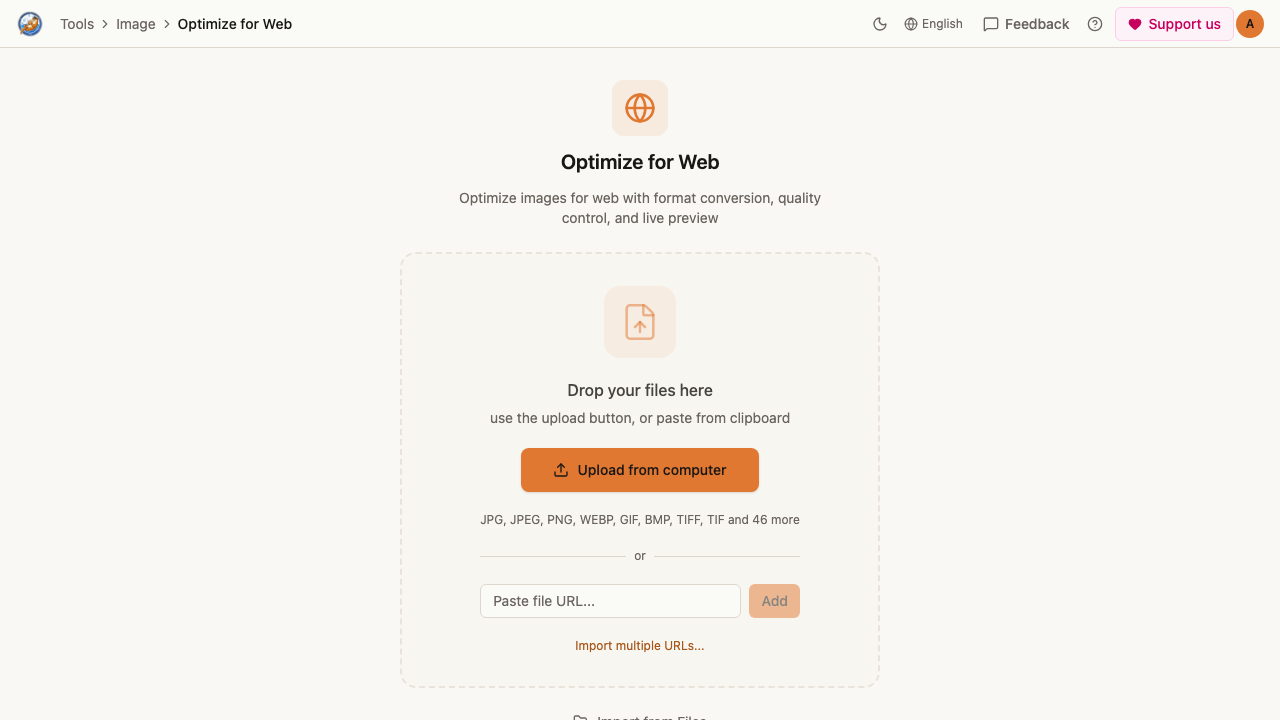 Tools > Image > Optimize for Web
English
Feedback
Support us
A
Optimize for Web
Optimize images for web with format conversion, quality
control, and live preview
Drop your files here
use the upload button, or paste from clipboard
Upload from computer
JPG, JPEG, PNG, WEBP, GIF, BMP, TIFF, TIF and 46 more
or
Paste file URL...
Add
Import multiple URLs...
Import from Files